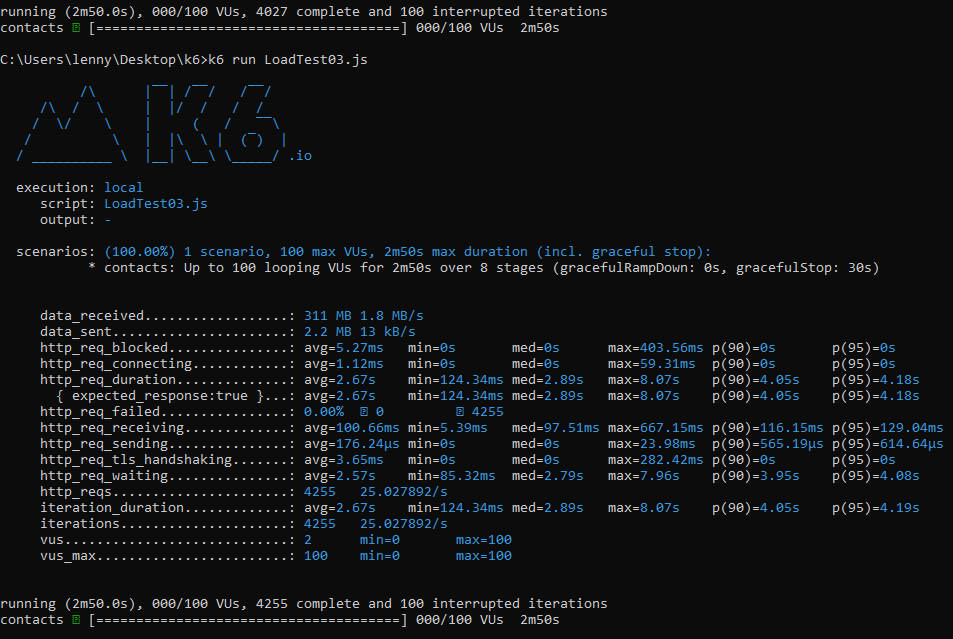 running (2m50.0s), 000/100 VUs, 4027 complete and 100 interrupted iterations
contacts [======================================] 000/100 VUs  2m50s
C:\Users\lenny\Desktop\k6>k6 run LoadTest03.js
K6
.io
execution: local
script: LoadTest03.js
output: -
scenarios: (100.00%) 1 scenario, 100 max VUs, 2m50s max duration (incl. graceful stop):
* contacts: Up to 100 looping VUs for 2m50s over 8 stages (gracefulRampDown: 0s, gracefulStop: 30s)
data_received..................: 311 MB 1.8 MB/s
data_sent......................: 2.2 MB 13 kB/s
http_req_blocked...............: avg=5.27ms   min=0s       med=0s      max=403.56ms p(90)=0s       p(95)=0s
http_req_connecting............: avg=1.12ms   min=0s       med=0s      max=59.31ms  p(90)=0s       p(95)=0s
http_req_duration..............: avg=2.67s    min=124.34ms med=2.89s   max=8.07s    p(90)=4.05s    p(95)=4.18s
{ expected_response:true }...: avg=2.67s    min=124.34ms med=2.89s   max=8.07s    p(90)=4.05s    p(95)=4.18s
http_req_failed................: 0.00%  0         4255
http_req_receiving.............: avg=100.66ms min=5.39ms   med=97.51ms max=667.15ms p(90)=116.15ms p(95)=129.04ms
http_req_sending...............: avg=176.24µs min=0s       med=0s      max=23.98ms  p(90)=565.19µs p(95)=614.64µs
http_req_tls_handshaking.......: avg=3.65ms   min=0s       med=0s      max=282.42ms p(90)=0s       p(95)=0s
http_req_waiting...............: avg=2.57s    min=85.32ms  med=2.79s   max=7.96s    p(90)=3.95s    p(95)=4.08s
http_reqs......................: 4255   25.027892/s
iteration_duration.............: avg=2.67s    min=124.34ms med=2.89s   max=8.07s    p(90)=4.05s    p(95)=4.19s
iterations.....................: 4255   25.027892/s
vus............................: 2      min=0       max=100
vus_max........................: 100    min=0       max=100
running (2m50.0s), 000/100 VUs, 4255 complete and 100 interrupted iterations
contacts [======================================] 000/100 VUs  2m50s